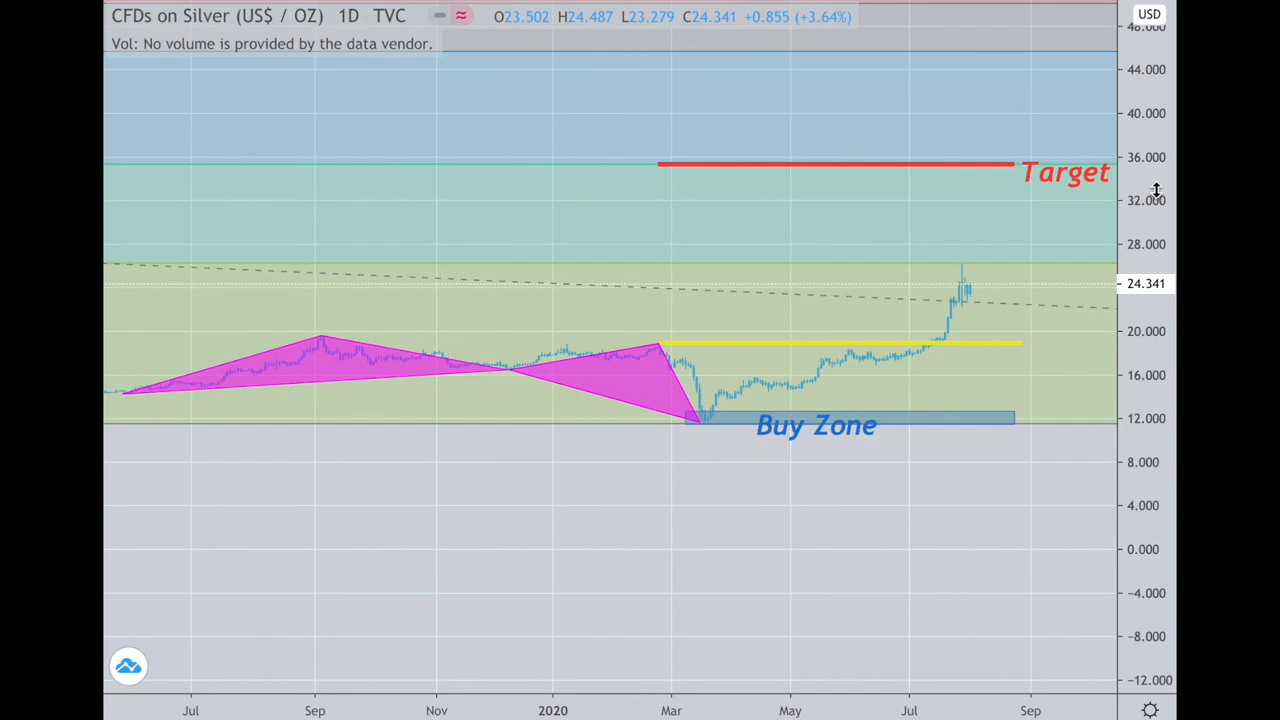 CFDs on Silver (US$ / OZ) 1D TVC O23.502 H24.487 L23.279 C24.341 +0.855 (+3.64%)
USD
Vol: No volume is provided by the data vendor.
48.000
44.000
40.000
36.000
Target
32.000
28.000
24.341
20.000
16.000
12.000
Buy Zone
8.000
4.000
0.000
−4.000
−8.000
−12.000
Jul Sep Nov 2020 Mar May Jul Sep